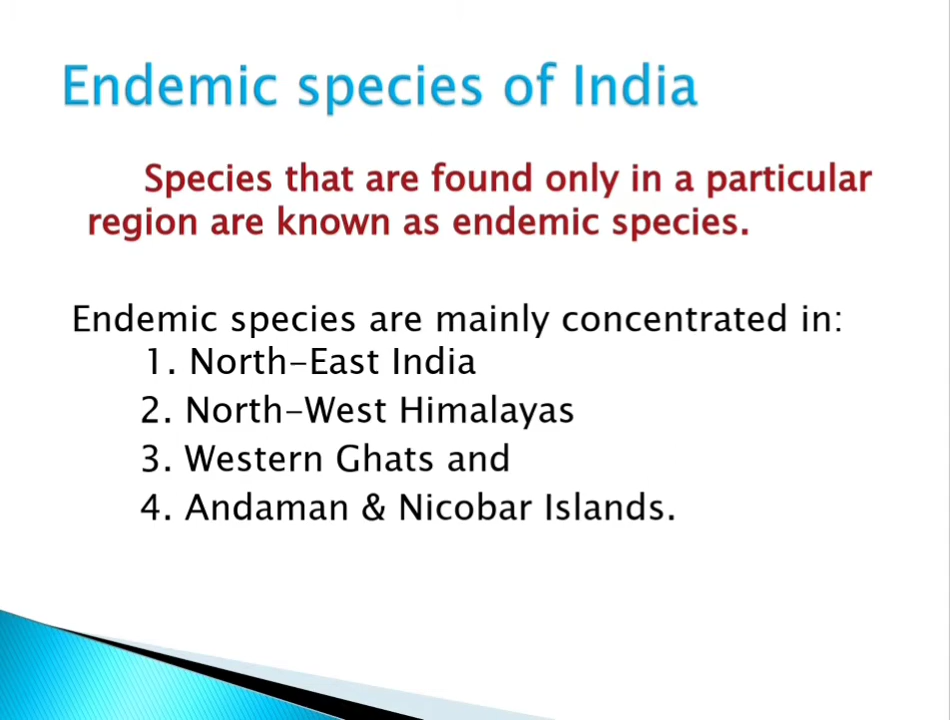 Endemic species of India
Species that are found only in a particular
region are known as endemic species.
Endemic species are mainly concentrated in:
1. North-East India
2. North-West Himalayas
3. Western Ghats and
4. Andaman & Nicobar Islands.